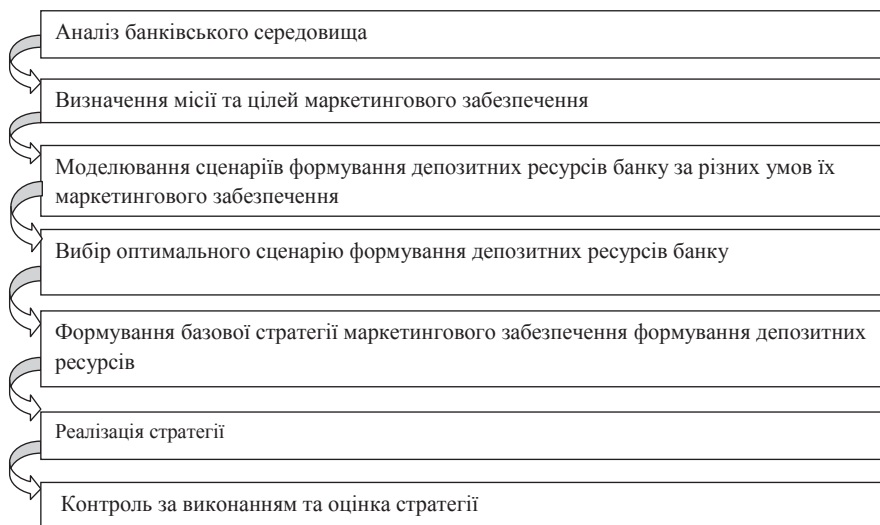 Аналіз банківського середовища
Визначення місії та цілей маркетингового забезпечення
Моделювання сценаріїв формування депозитних ресурсів банку за різних умов їх
маркетингового забезпечення
Вибір оптимального сценарію формування депозитних ресурсів банку
Формування базової стратегії маркетингового забезпечення формування депозитних
ресурсів
Реалізація стратегії
Контроль за виконанням та оцінка стратегії